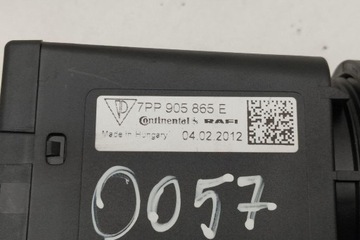 7PP 905 865 E
Continental & RAFI
Made in Hungary 04.02.2012
0057